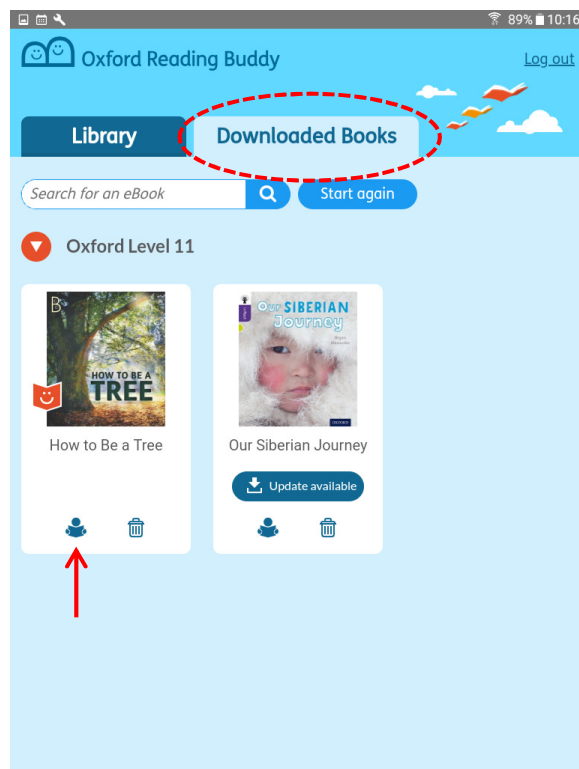 89% 10:16
Oxford Reading Buddy
Log out
Library
Downloaded Books
Search for an eBook
Start again
Oxford Level 11
B
HOW TO BE A
TREE
How to Be a Tree
Our SIBERIAN
Journey
OXFORD
Our Siberian Journey
Update available